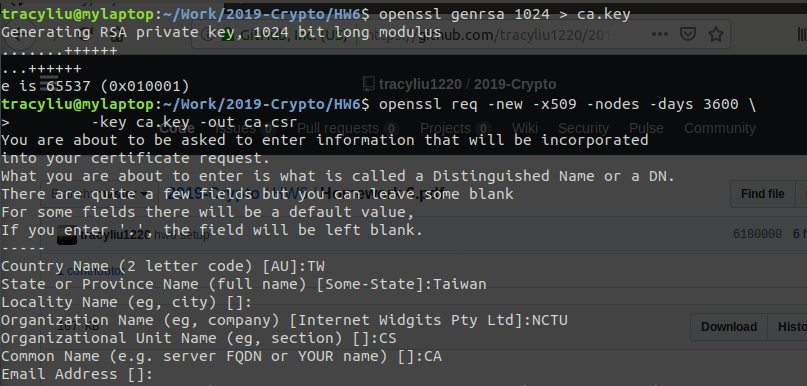 tracyliu@mylaptop:~/Work/2019-Crypto/HW6$ openssl genrsa 1024 > ca.key
Generating RSA private key, 1024 bit long modulus
.......++++++
...++++++
e is 65537 (0x010001)
tracyliu1220 / 2019-Crypto
tracyliu@mylaptop:~/Work/2019-Crypto/HW6$ openssl req -new -x509 -nodes -days 3600 \
> -key ca.key -out ca.csr
Code Issues 0 Pull requests 0 Projects 0 Wiki Security Pulse Community
You are about to be asked to enter information that will be incorporated
into your certificate request.
What you are about to enter is what is called a Distinguished Name or a DN.
There are quite a few fields but you can leave some blank
Find file
For some fields there will be a default value,
If you enter '.', the field will be left blank.
tracyliu1220 hw6 setup
6180000
-----
1 contributor
Country Name (2 letter code) [AU]:TW
State or Province Name (full name) [Some-State]:Taiwan
Locality Name (eg, city) []:
Organization Name (eg, company) [Internet Widgits Pty Ltd]:NCTU
Download
Organizational Unit Name (eg, section) []:CS
Common Name (e.g. server FQDN or YOUR name) []:CA
Email Address []: